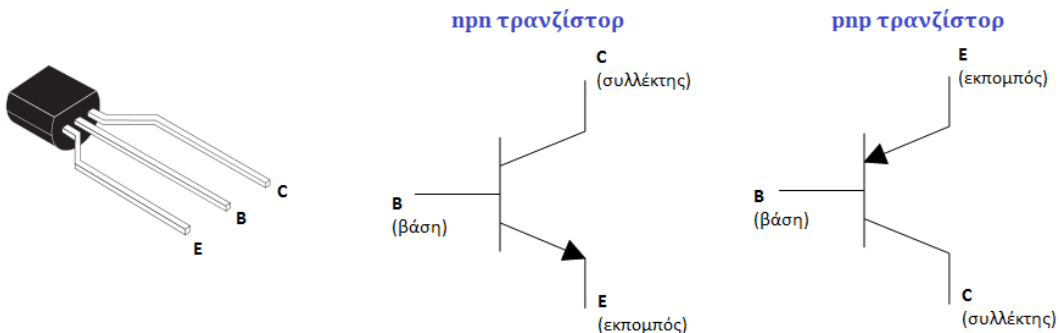 npn τρανζίστορ
C
(συλλέκτης)
B
(βάση)
E
(εκπομπός)
pnp τρανζίστορ
E
(εκπομπός)
B
(βάση)
C
(συλλέκτης)
C
B
E